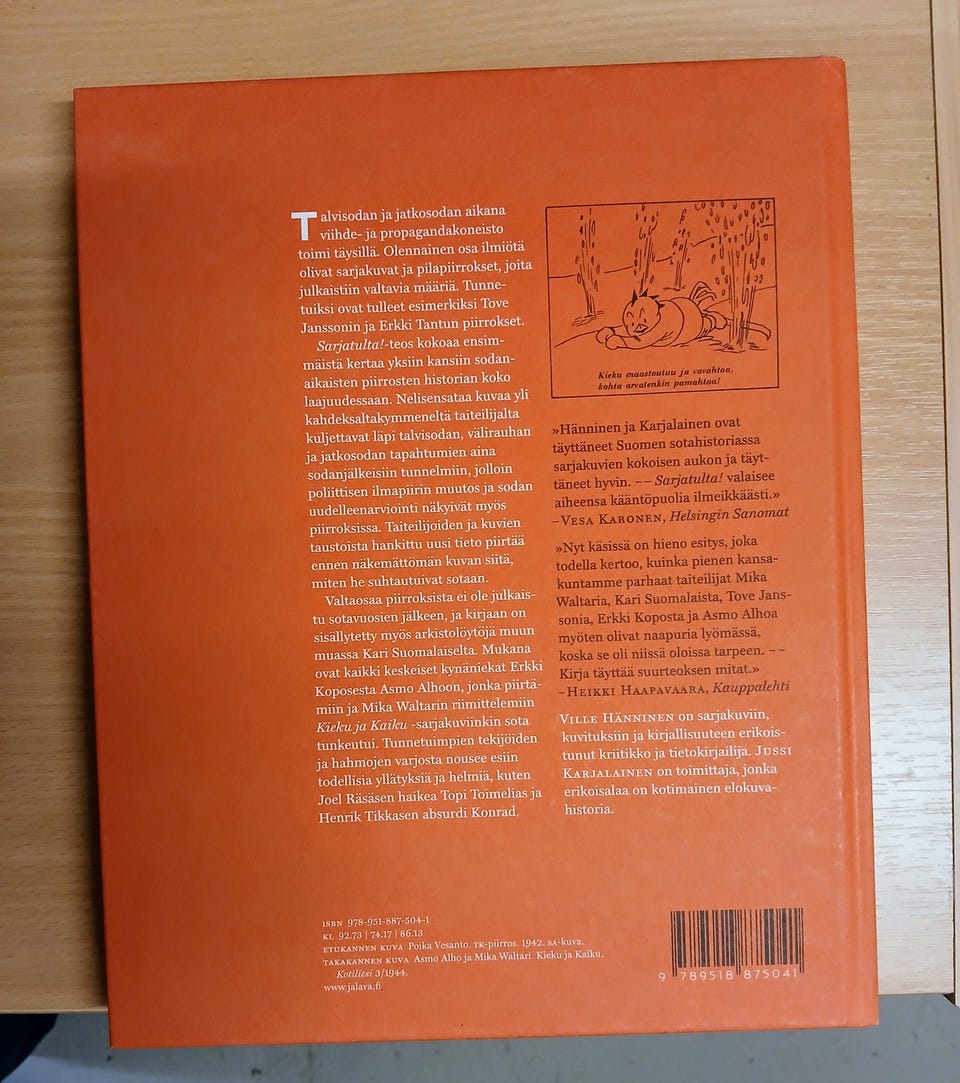 Talvisodan ja jatkosodan aikana
viihde- ja propagandakoneisto
toimi täysillä. Olennainen osa ilmiötä
olivat sarjakuvat ja pilapiirrokset, joita
julkaistiin valtavia määriä. Tunne-
tuiksi ovat tulleet esimerkiksi Tove
Janssonin ja Erkki Tantun piirrokset.
Sarjatulta!-teos kokoaa ensim-
mäistä kertaa yksiin kansiin sodan-
aikaisten piirrosten historian koko
laajuudessaan. Nelisensataa kuvaa yli
kahdeksaltakymmeneltä taiteilijalta
kuljettavat läpi talvisodan, välirauhan
ja jatkosodan tapahtumien aina
sodanjälkeisiin tunnelmiin, jolloin
poliittisen ilmapiirin muutos ja sodan
uudelleenarviointi näkyivät myös
piirroksissa. Taiteilijoiden ja kuvien
taustoista hankittu uusi tieto piirtää
ennen näkemättömän kuvan siitä,
miten he suhtautuivat sotaan.
Valtaosaa piirroksista ei ole julkais-
tu sotavuosien jälkeen, ja kirjaan on
sisällytetty myös arkistolöytöjä muun
muassa Kari Suomalaiselta. Mukana
ovat kaikki keskeiset kynäniekat Erkki
Koposesta Asmo Alhoon, jonka piirtä-
miin ja Mika Waltarin riimittelemiin
Kieku ja Kaiku -sarjakuviinkin sota
tunkeutui. Tunnetuimpien tekijöiden
ja hahmojen varjosta nousee esiin
todellisia yllätyksiä ja helmiä, kuten
Joel Räsäsen haikea Topi Toimelias ja
Henrik Tikkasen absurdi Konrad.
Kieku maastoutuu ja vavahtaa,
kohta arvatenkin pamahtaa!
»Hänninen ja Karjalainen ovat
täyttäneet Suomen sotahistoriassa
sarjakuvien kokoisen aukon ja täyt-
täneet hyvin. – – Sarjatulta! valaisee
aiheensa kääntöpuolia ilmeikkäästi.»
– VESA KARONEN, Helsingin Sanomat
»Nyt käsissä on hieno esitys, joka
todella kertoo, kuinka pienen kansa-
kuntamme parhaat taiteilijat Mika
Waltaria, Kari Suomalaista, Tove Jans-
sonia, Erkki Koposta ja Asmo Alhoa
myöten olivat naapuria lyömässä,
koska se oli niissä oloissa tarpeen. – –
Kirja täyttää suurteoksen mitat.»
– HEIKKI HAAPAVAARA, Kauppalehti
VILLE HÄNNINEN on sarjakuviin,
kuvituksiin ja kirjallisuuteen erikois-
tunut kriitikko ja tietokirjailija. JUSSI
KARJALAINEN on toimittaja, jonka
erikoisalaa on kotimainen elokuva-
historia.
ISBN 978-951-887-504-1
KL 92.73 | 74.17 | 86.13
ETUKANNEN KUVA Poika Vesanto. TK-piirros. 1942. SA-kuva.
TAKAKANNEN KUVA Asmo Alho ja Mika Waltari. Kieku ja Kaiku.
Kotiliesi 3/1944.
www.jalava.fi
9 789518 875041